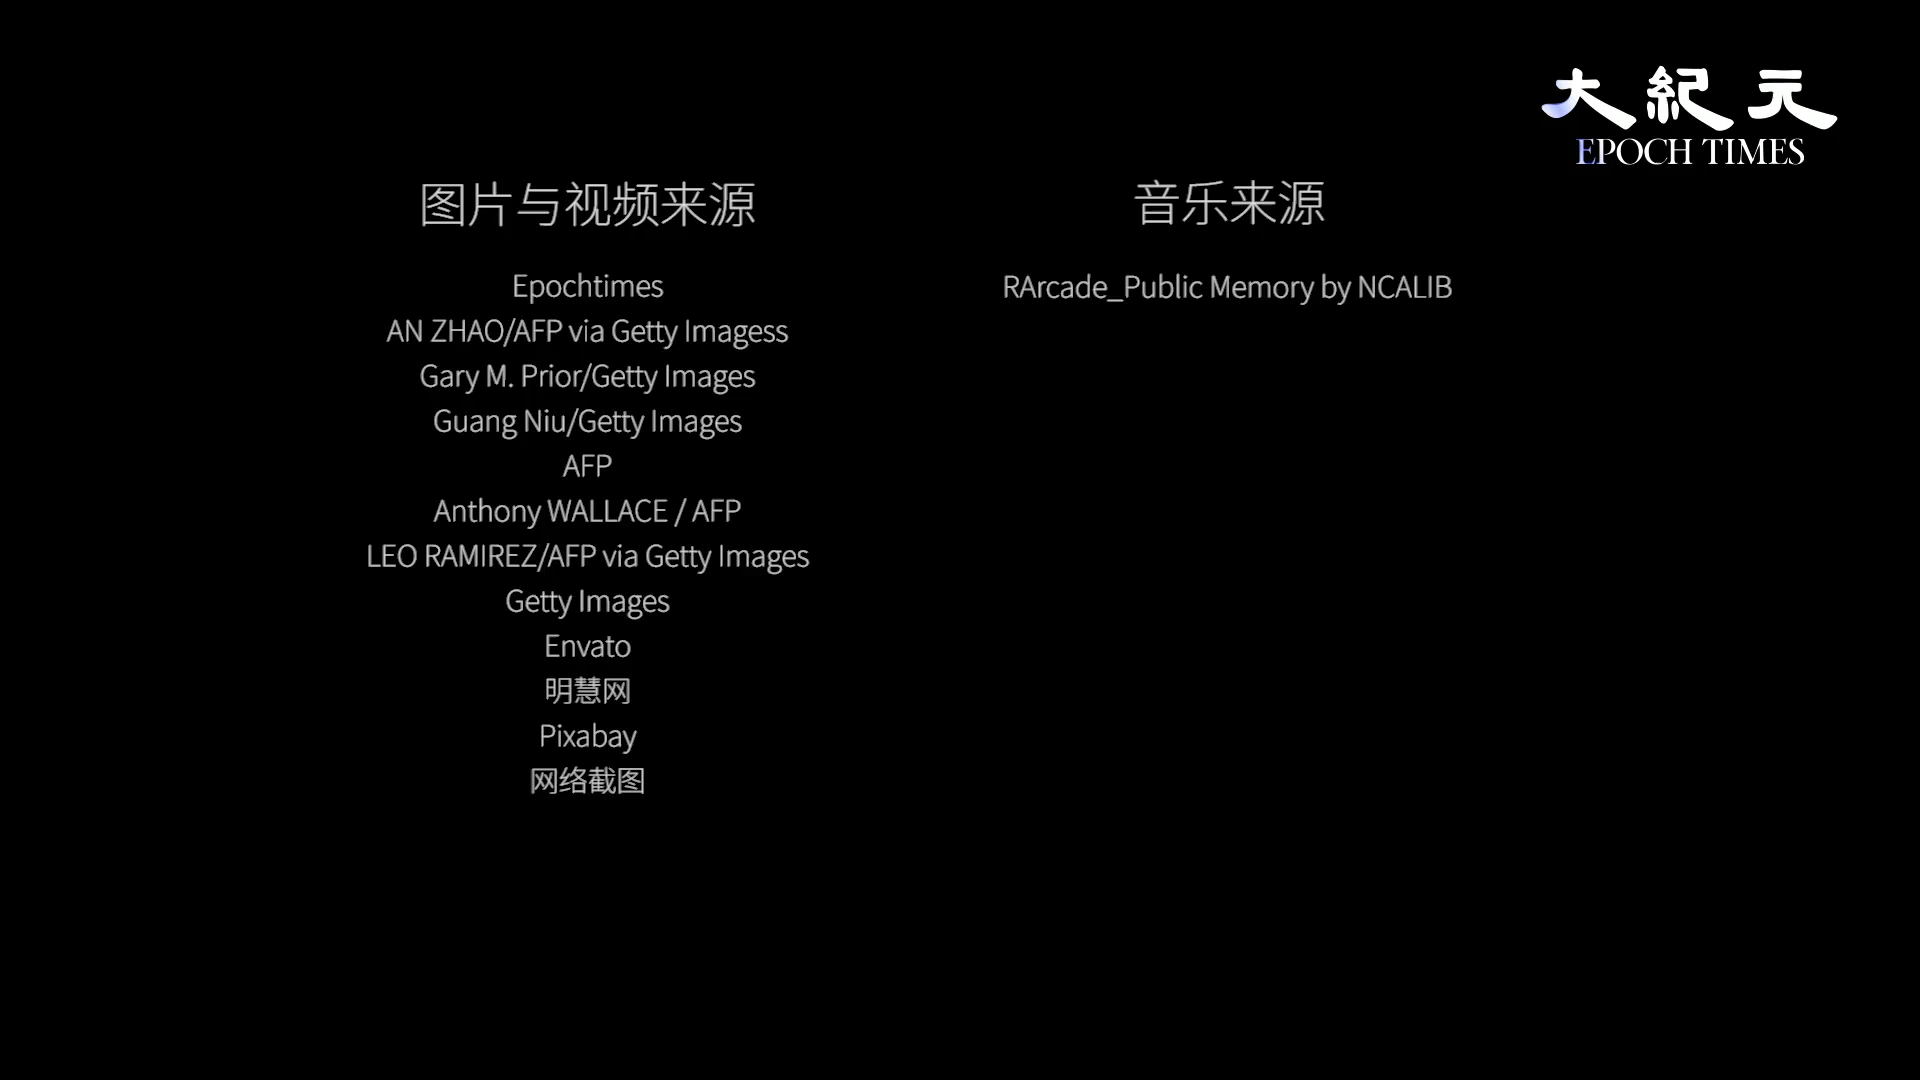 大紀元
EPOCH TIMES
图片与视频来源
Epochtimes
AN ZHAO/AFP via Getty Imagess
Gary M. Prior/Getty Images
Guang Niu/Getty Images
AFP
Anthony WALLACE / AFP
LEO RAMIREZ/AFP via Getty Images
Getty Images
Envato
明慧网
Pixabay
网络截图
音乐来源
RArcade_Public Memory by NCALIB